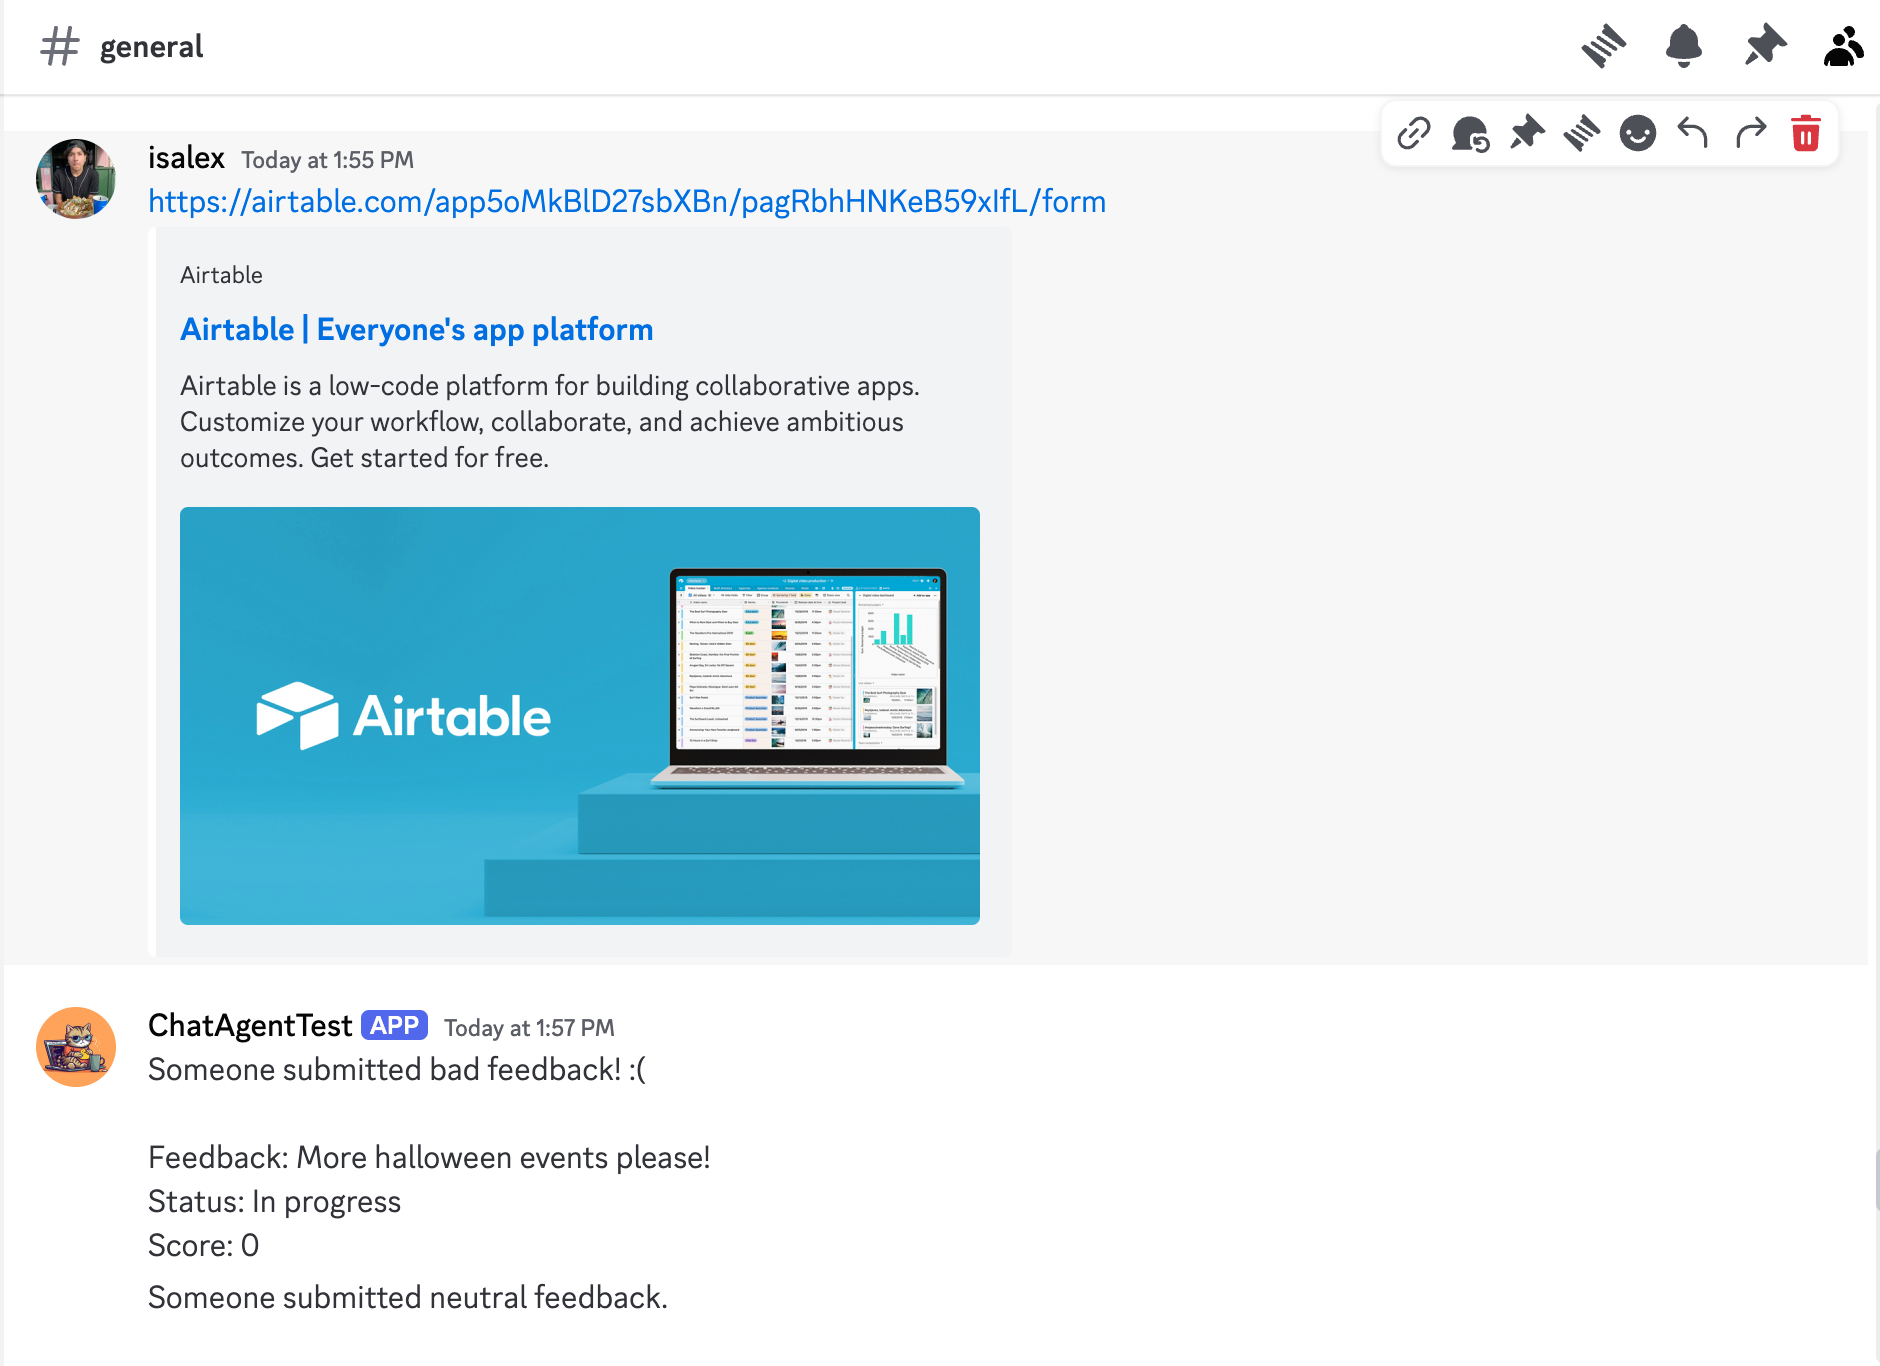 general
isalex Today at 1:55 PM
https://airtable.com/app5oMkBlD27sbXBn/pagRbhHNKeB59xIfL/form
Airtable
Airtable | Everyone's app platform
Airtable is a low-code platform for building collaborative apps.
Customize your workflow, collaborate, and achieve ambitious
outcomes. Get started for free.
Airtable
ChatAgentTest APP Today at 1:57 PM
Someone submitted bad feedback! :(
Feedback: More halloween events please!
Status: In progress
Score: 0
Someone submitted neutral feedback.